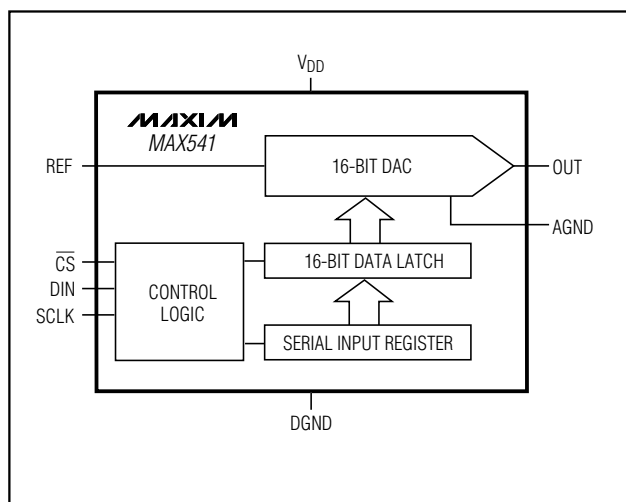 VDD
MAXIM
MAX541
REF
16-BIT DAC
OUT
AGND
CS
16-BIT DATA LATCH
DIN
CONTROL
LOGIC
SCLK
SERIAL INPUT REGISTER
DGND